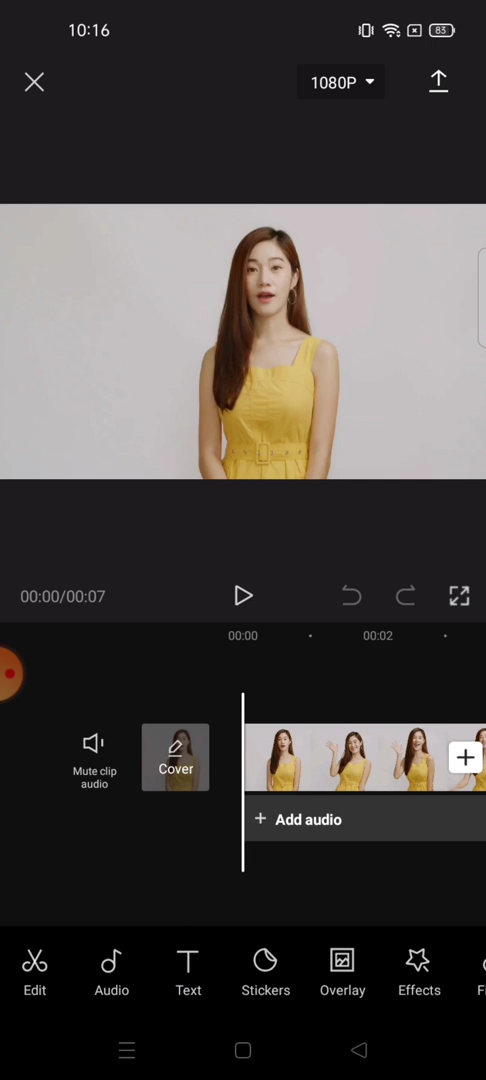 10:16
83
1080P
00:00/00:07
00:00
00:02
Mute clip
audio
Cover
+ Add audio
Edit
Audio
Text
Stickers
Overlay
Effects